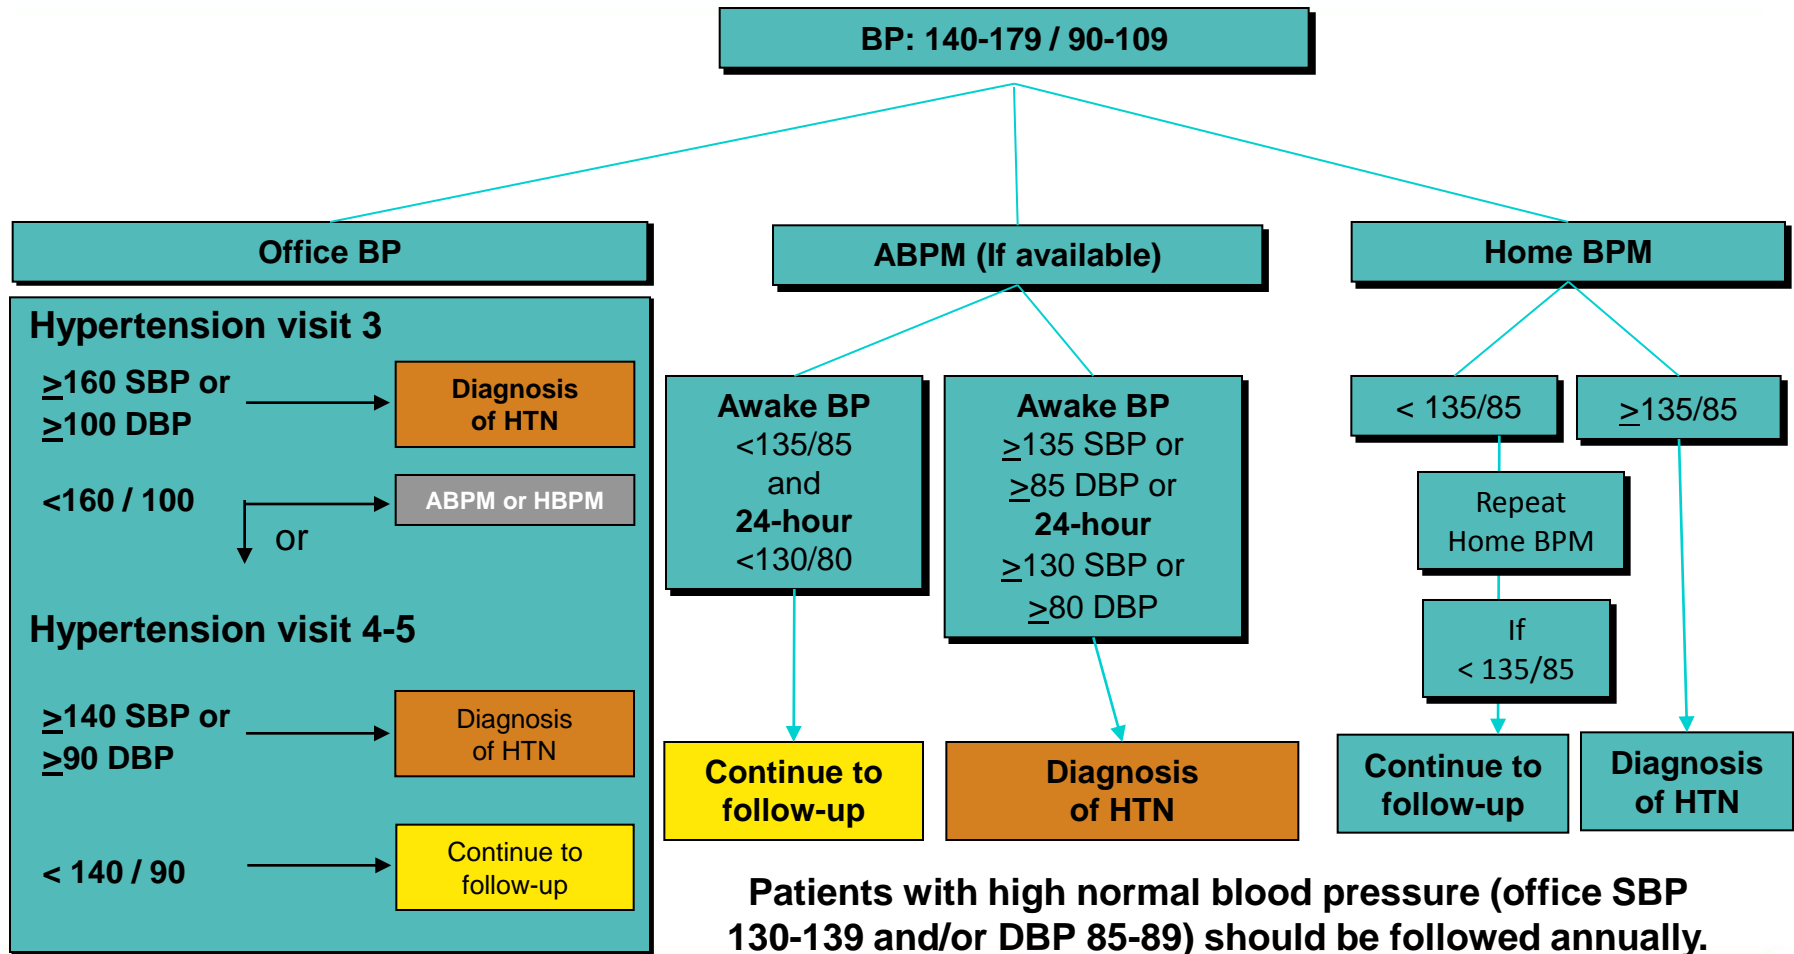 BP: 140-179 / 90-109
Office BP
Hypertension visit 3
≥160 SBP or
≥100 DBP
Diagnosis
of HTN
<160 / 100
ABPM or HBPM
or
Hypertension visit 4-5
≥140 SBP or
≥90 DBP
Diagnosis
of HTN
< 140 / 90
Continue to
follow-up
ABPM (If available)
Awake BP
<135/85
and
24-hour
<130/80
Continue to
follow-up
Awake BP
≥135 SBP or
≥85 DBP or
24-hour
≥130 SBP or
≥80 DBP
Diagnosis
of HTN
Home BPM
< 135/85
Repeat
Home BPM
If
< 135/85
Continue to
follow-up
≥135/85
Diagnosis
of HTN
Patients with high normal blood pressure (office SBP
130-139 and/or DBP 85-89) should be followed annually.